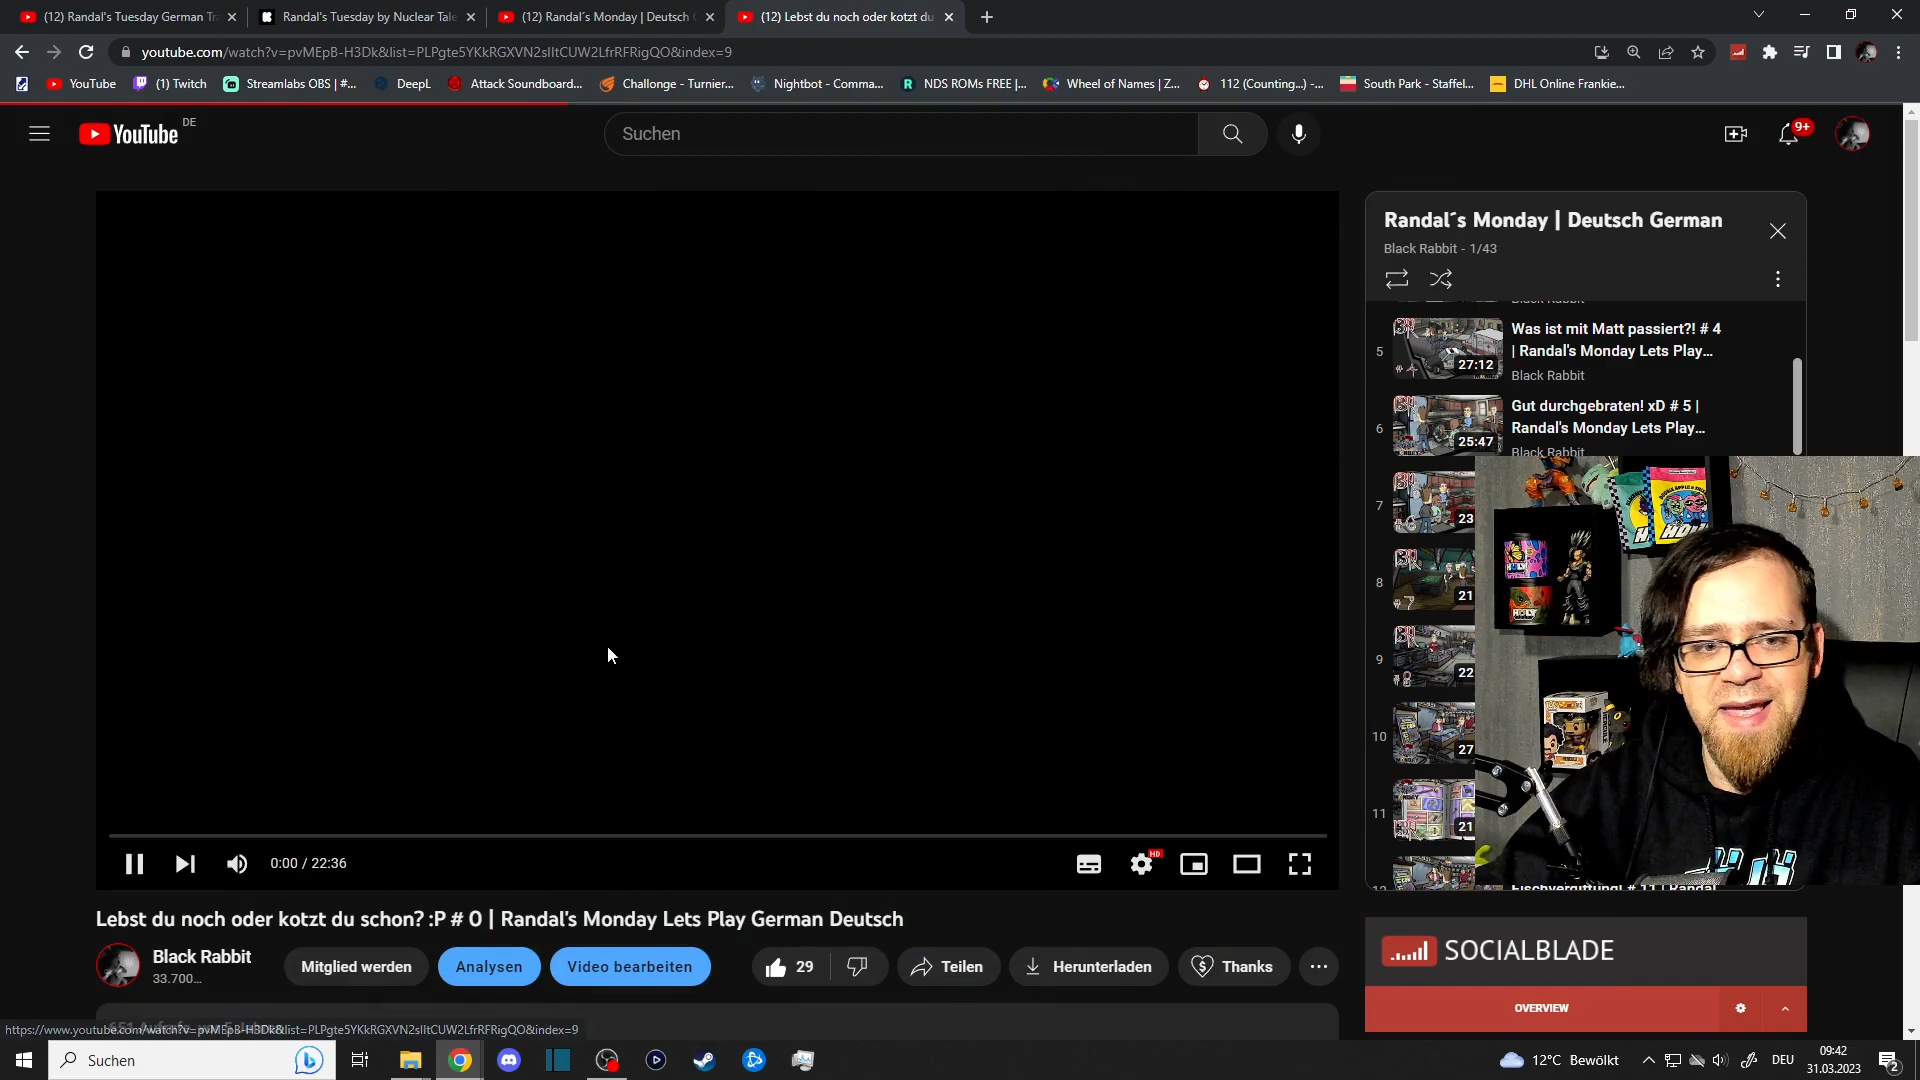 (12) Randal's Tuesday German Tra
Randal's Tuesday by Nuclear Tale
(12) Randal´s Monday | Deutsch G
(12) Lebst du noch oder kotzt du
youtube.com/watch?v=pvMEpB-H3Dk&list=PLPgte5YKkRGXVN2sIltCUW2LfrRFRigQO&index=9
YouTube
(1) Twitch
Streamlabs OBS | #...
DeepL
Attack Soundboard...
Challonge - Turnier...
Nightbot - Comma...
NDS ROMs FREE |...
Wheel of Names | Z...
112 (Counting...) -...
South Park - Staffel...
DHL Online Frankie...
YouTube DE
Suchen
9+
Randal´s Monday | Deutsch German
Black Rabbit - 1/43
Black Rabbit
5
27:12
Was ist mit Matt passiert?! # 4
| Randal's Monday Lets Play...
Black Rabbit
6
25:47
Gut durchgebraten! xD # 5 |
Randal's Monday Lets Play...
Black Rabbit
7
23
8
21
9
22
10
27
11
21
HOLY
HOLY
0:00 / 22:36
HD
Lebst du noch oder kotzt du schon? :P # 0 | Randal's Monday Lets Play German Deutsch
Black Rabbit
33.700...
Mitglied werden
Analysen
Video bearbeiten
29
Teilen
Herunterladen
Thanks
SOCIALBLADE
OVERVIEW
https://www.youtube.com/watch?v=pvMEpB-H3Dk&list=PLPgte5YKkRGXVN2sIltCUW2LfrRFRigQO&index=9
Suchen
12°C Bewölkt
DEU
09:42
31.03.2023
2